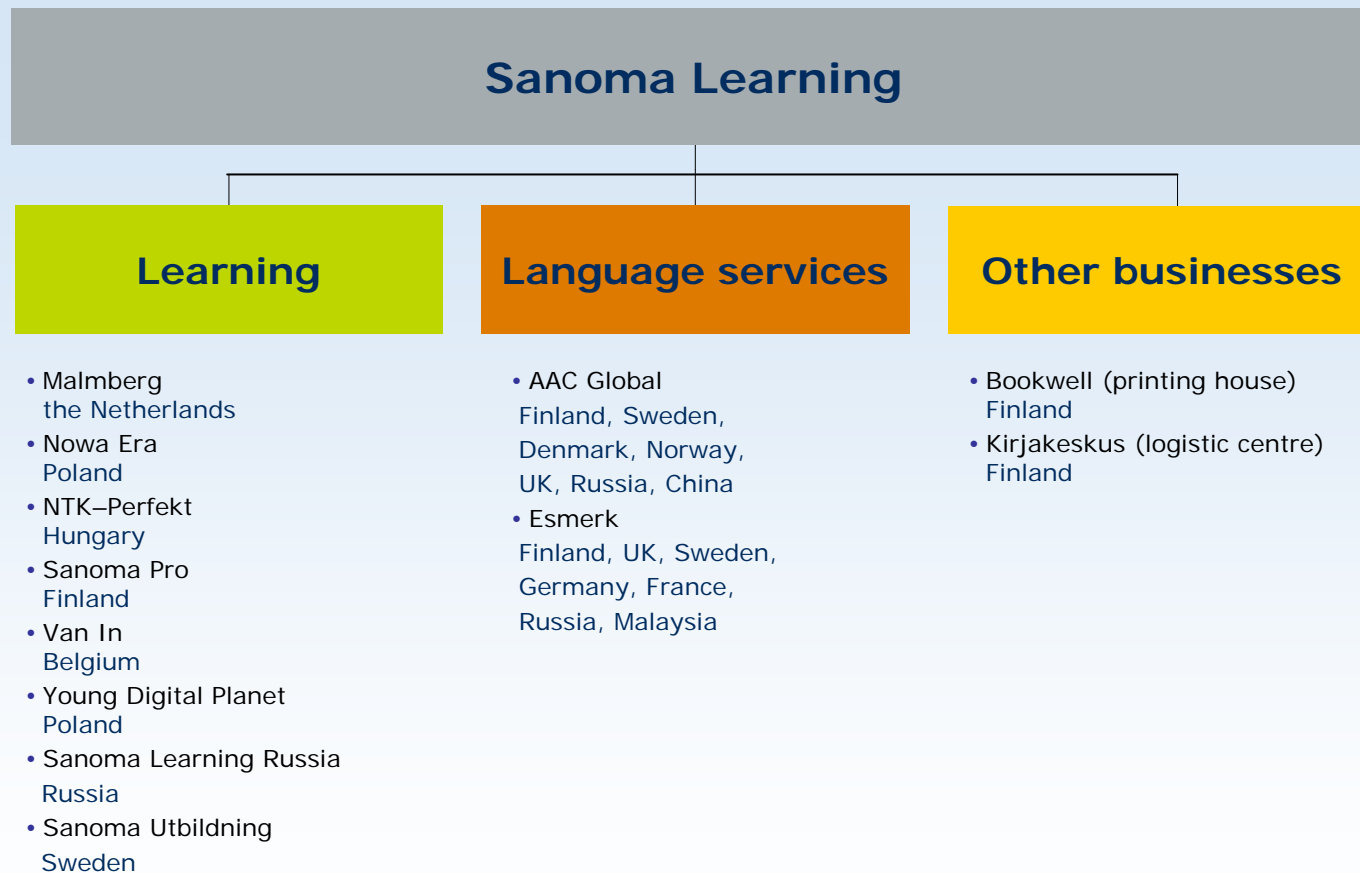 Sanoma Learning
Learning
• Malmberg
the Netherlands
• Nowa Era
Poland
• NTK–Perfekt
Hungary
• Sanoma Pro
Finland
• Van In
Belgium
• Young Digital Planet
Poland
• Sanoma Learning Russia
Russia
• Sanoma Utbildning
Sweden
Language services
• AAC Global
Finland, Sweden,
Denmark, Norway,
UK, Russia, China
• Esmerk
Finland, UK, Sweden,
Germany, France,
Russia, Malaysia
Other businesses
• Bookwell (printing house)
Finland
• Kirjakeskus (logistic centre)
Finland